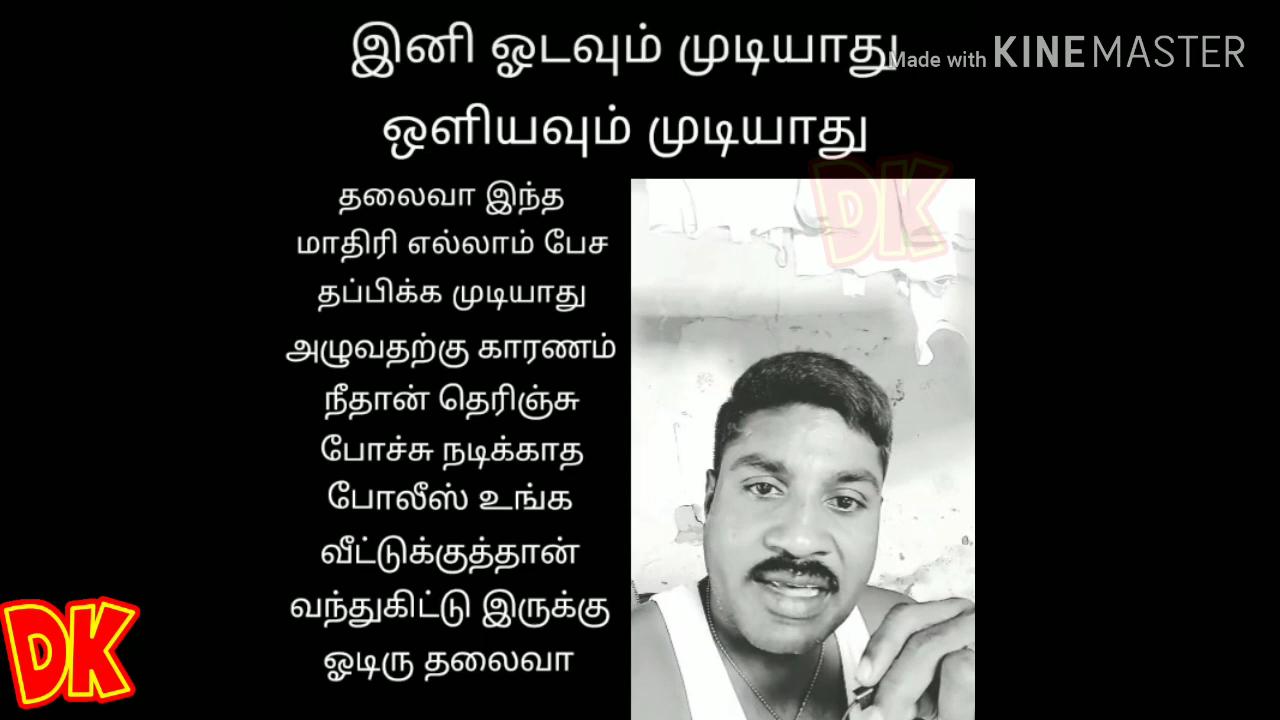 இனி ஓடவும் முடியாது
Made with KINEMASTER
ஒளியவும் முடியாது
DK
தலைவா இந்த
மாதிரி எல்லாம் பேச
தப்பிக்க முடியாது
அழுவதற்கு காரணம்
நீதான் தெரிஞ்சு
போச்சு நடிக்காத
போலீஸ் உங்க
வீட்டுக்குத்தான்
வந்துகிட்டு இருக்கு
ஓடிரு தலைவா
DK